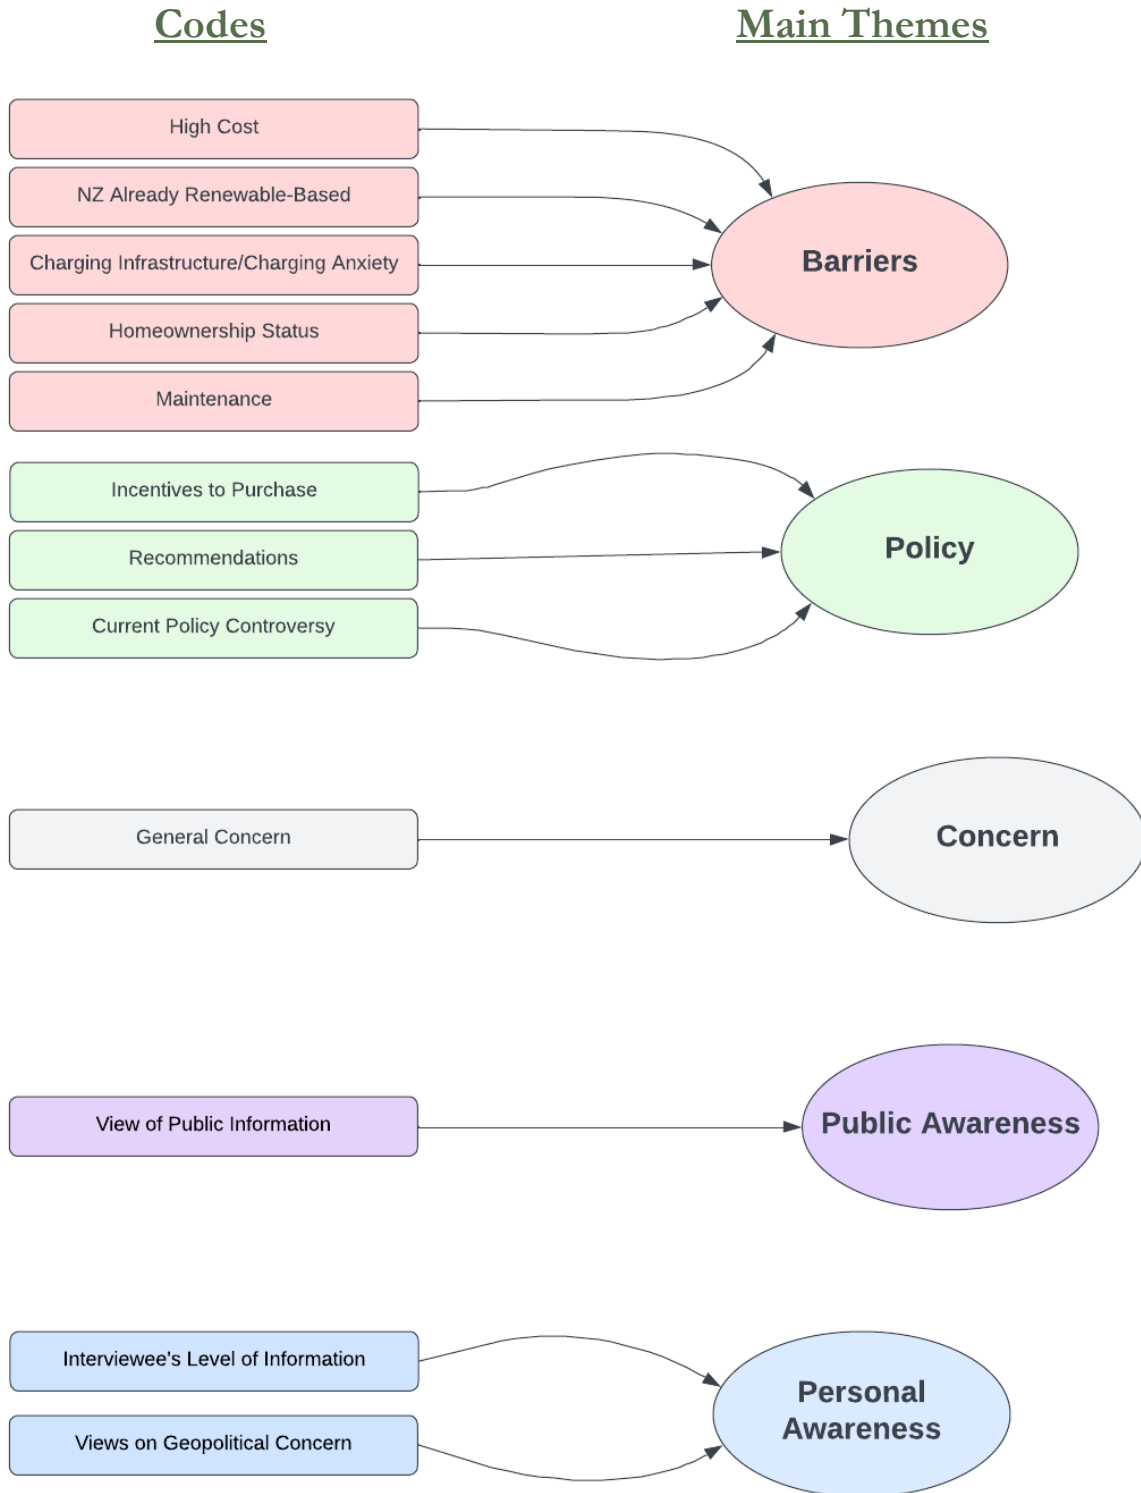 Codes
Main Themes
High Cost
NZ Already Renewable-Based
Charging Infrastructure/Charging Anxiety
Homeownership Status
Maintenance
Barriers
Incentives to Purchase
Recommendations
Current Policy Controversy
Policy
General Concern
Concern
View of Public Information
Public Awareness
Interviewee's Level of Information
Views on Geopolitical Concern
Personal
Awareness